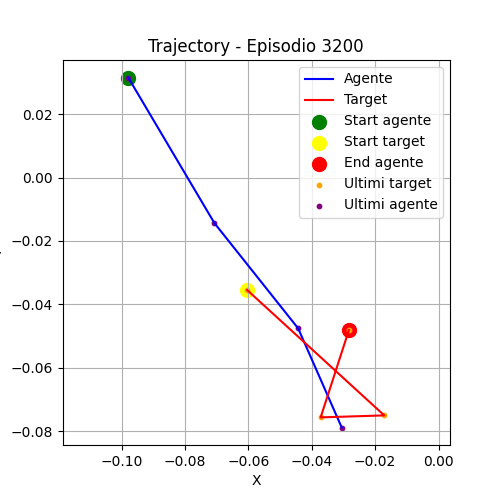 Trajectory - Episodio 3200
Agente
Target
Start agente
Start target
End agente
Ultimi target
Ultimi agente
0.02
0.00
−0.02
−0.04
−0.06
−0.08
−0.10
−0.08
−0.06
−0.04
−0.02
0.00
X